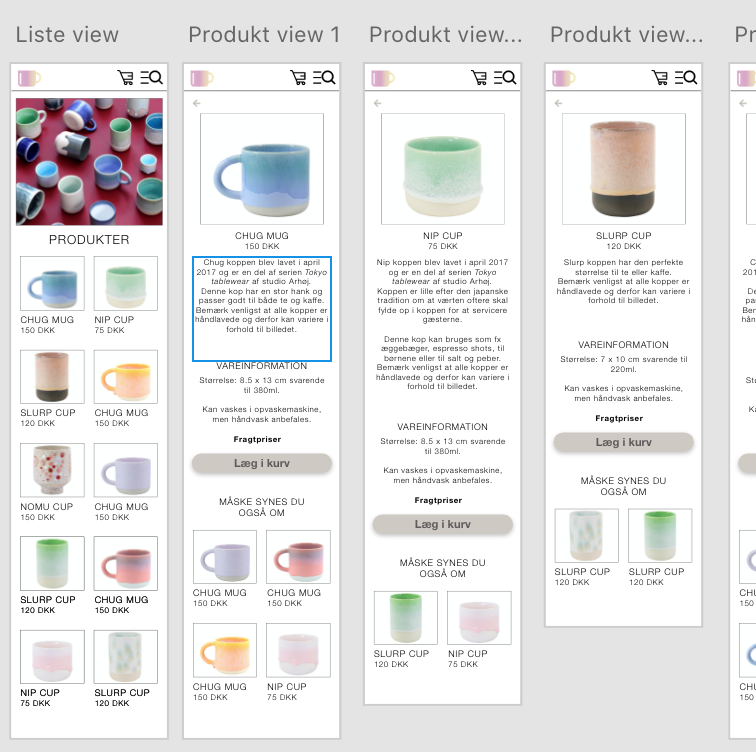 Liste view
PRODUKTER
CHUG MUG
150 DKK
NIP CUP
75 DKK
SLURP CUP
120 DKK
CHUG MUG
150 DKK
NOMU CUP
150 DKK
CHUG MUG
150 DKK
SLURP CUP
120 DKK
CHUG MUG
150 DKK
NIP CUP
75 DKK
SLURP CUP
120 DKK
Produkt view 1
CHUG MUG
150 DKK
Chug koppen blev lavet i april
2017 og er en del af serien Tokyo
tablewear af studio Arhøj.
Denne kop har en stor hank og
passer godt til både te og kaffe.
Bemærk venligst at alle kopper er
håndlavede og derfor kan variere i
forhold til billedet.
VAREINFORMATION
Størrelse: 8.5 x 13 cm svarende
til 380ml.
Kan vaskes i opvaskemaskine,
men håndvask anbefales.
Fragtpriser
Læg i kurv
MÅSKE SYNES DU
OGSÅ OM
CHUG MUG
150 DKK
CHUG MUG
150 DKK
CHUG MUG
150 DKK
NIP CUP
75 DKK
Produkt view...
NIP CUP
75 DKK
Nip koppen blev lavet i april 2017
og er en del af serien Tokyo
tablewear af studio Arhøj.
Koppen er lille efter den japanske
tradition om at værten oftere skal
fylde op i koppen for at servicere
gæsterne.
Denne kop kan bruges som fx
æggebæger, espresso shots, til
børnene eller til salt og peber.
Bemærk venligst at alle kopper er
håndlavede og derfor kan variere i
forhold til billedet.
VAREINFORMATION
Størrelse: 8.5 x 13 cm svarende
til 380ml.
Kan vaskes i opvaskemaskine,
men håndvask anbefales.
Fragtpriser
Læg i kurv
MÅSKE SYNES DU
OGSÅ OM
SLURP CUP
120 DKK
NIP CUP
75 DKK
Produkt view...
SLURP CUP
120 DKK
Slurp koppen har den perfekte
størrelse til te eller kaffe.
Bemærk venligst at alle kopper er
håndlavede og derfor kan variere i
forhold til billedet.
VAREINFORMATION
Størrelse: 7 x 10 cm svarende til
220ml.
Kan vaskes i opvaskemaskine,
men håndvask anbefales.
Fragtpriser
Læg i kurv
MÅSKE SYNES DU
OGSÅ OM
SLURP CUP
120 DKK
SLURP CUP
120 DKK